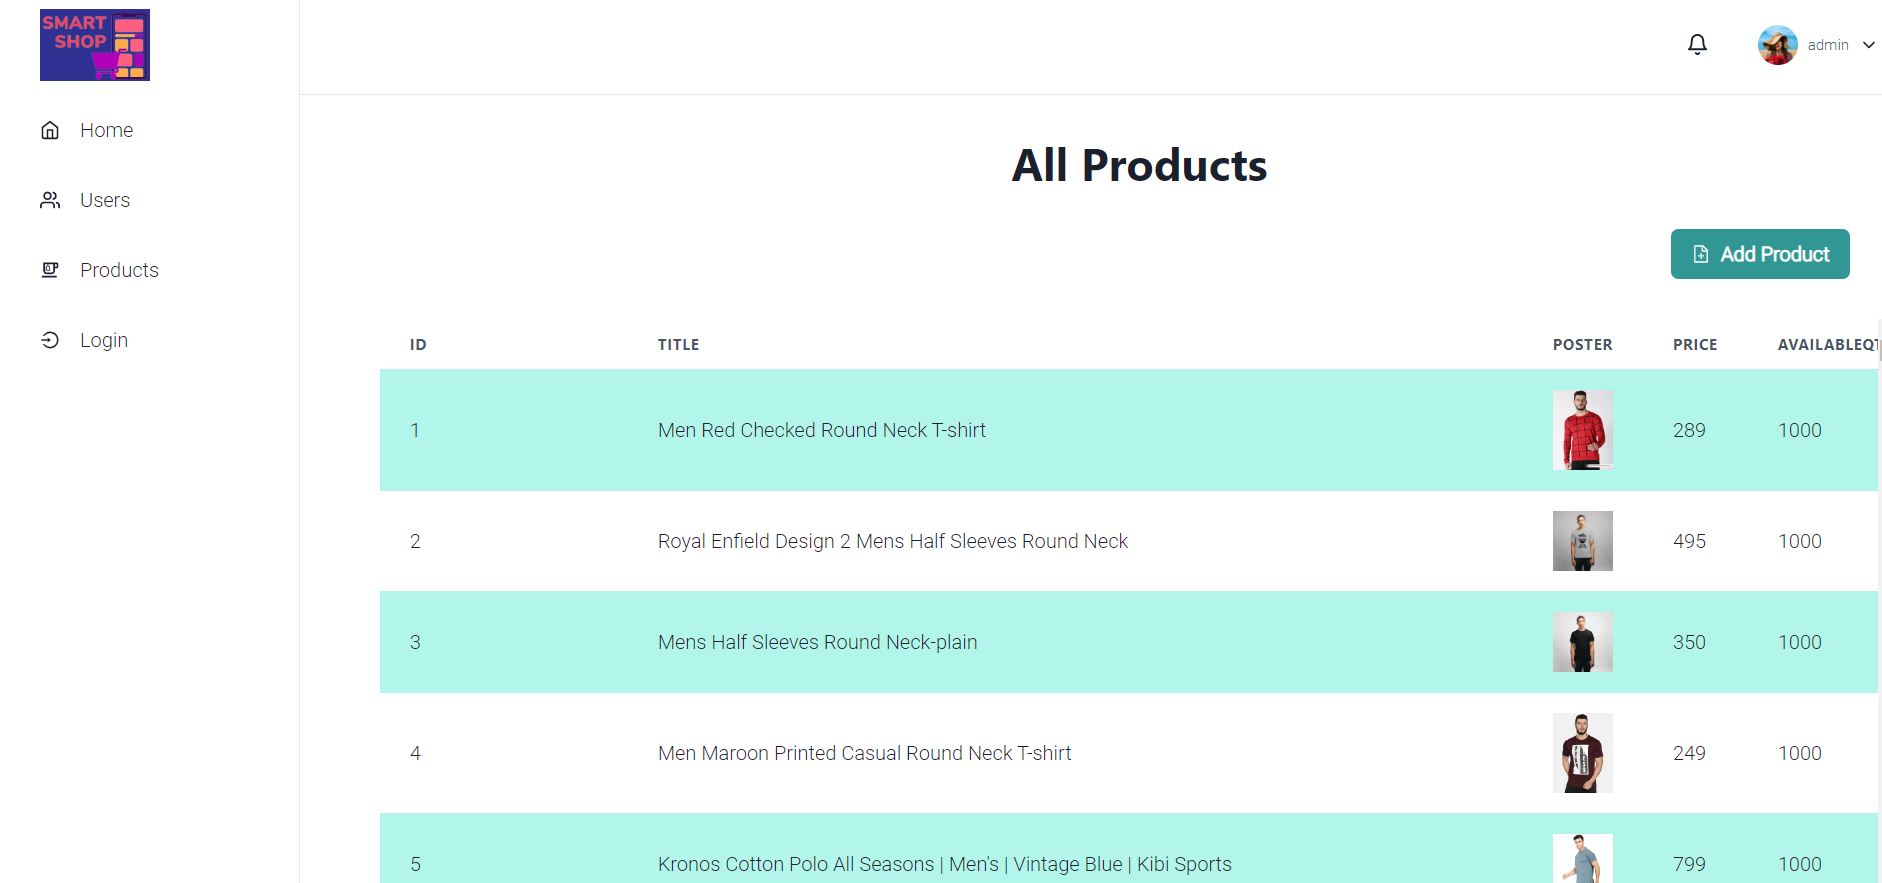 SMART
SHOP
admin
Home
Users
Products
Login
All Products
Add Product
ID TITLE POSTER PRICE AVAILABLEQT
1 Men Red Checked Round Neck T-shirt 289 1000
2 Royal Enfield Design 2 Mens Half Sleeves Round Neck 495 1000
3 Mens Half Sleeves Round Neck-plain 350 1000
4 Men Maroon Printed Casual Round Neck T-shirt 249 1000
5 Kronos Cotton Polo All Seasons | Men's | Vintage Blue | Kibi Sports 799 1000